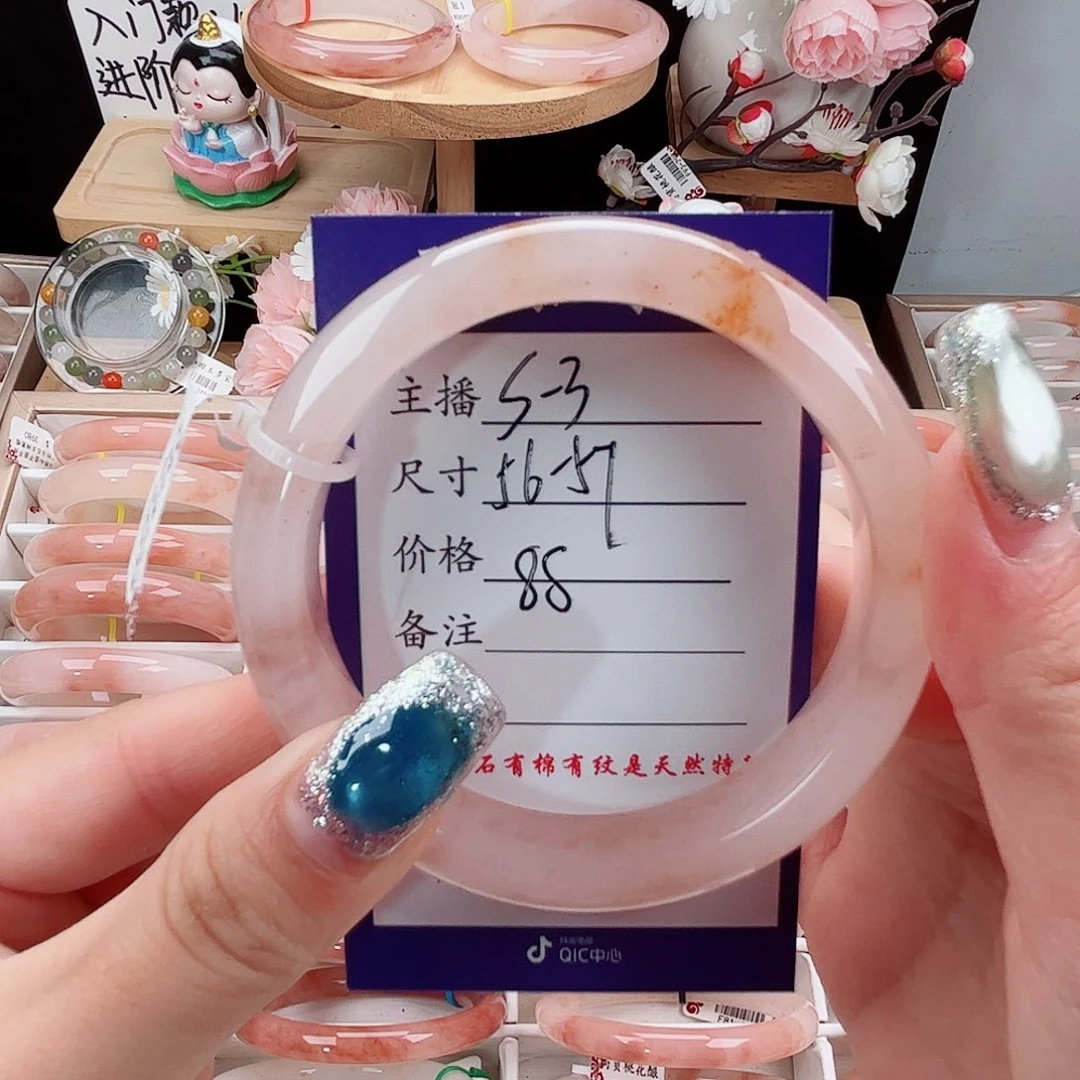 入门款
进阶
主播 S-3
尺寸 56-57
价格 88
备注
石有棉有纹是天然特
QIC中心